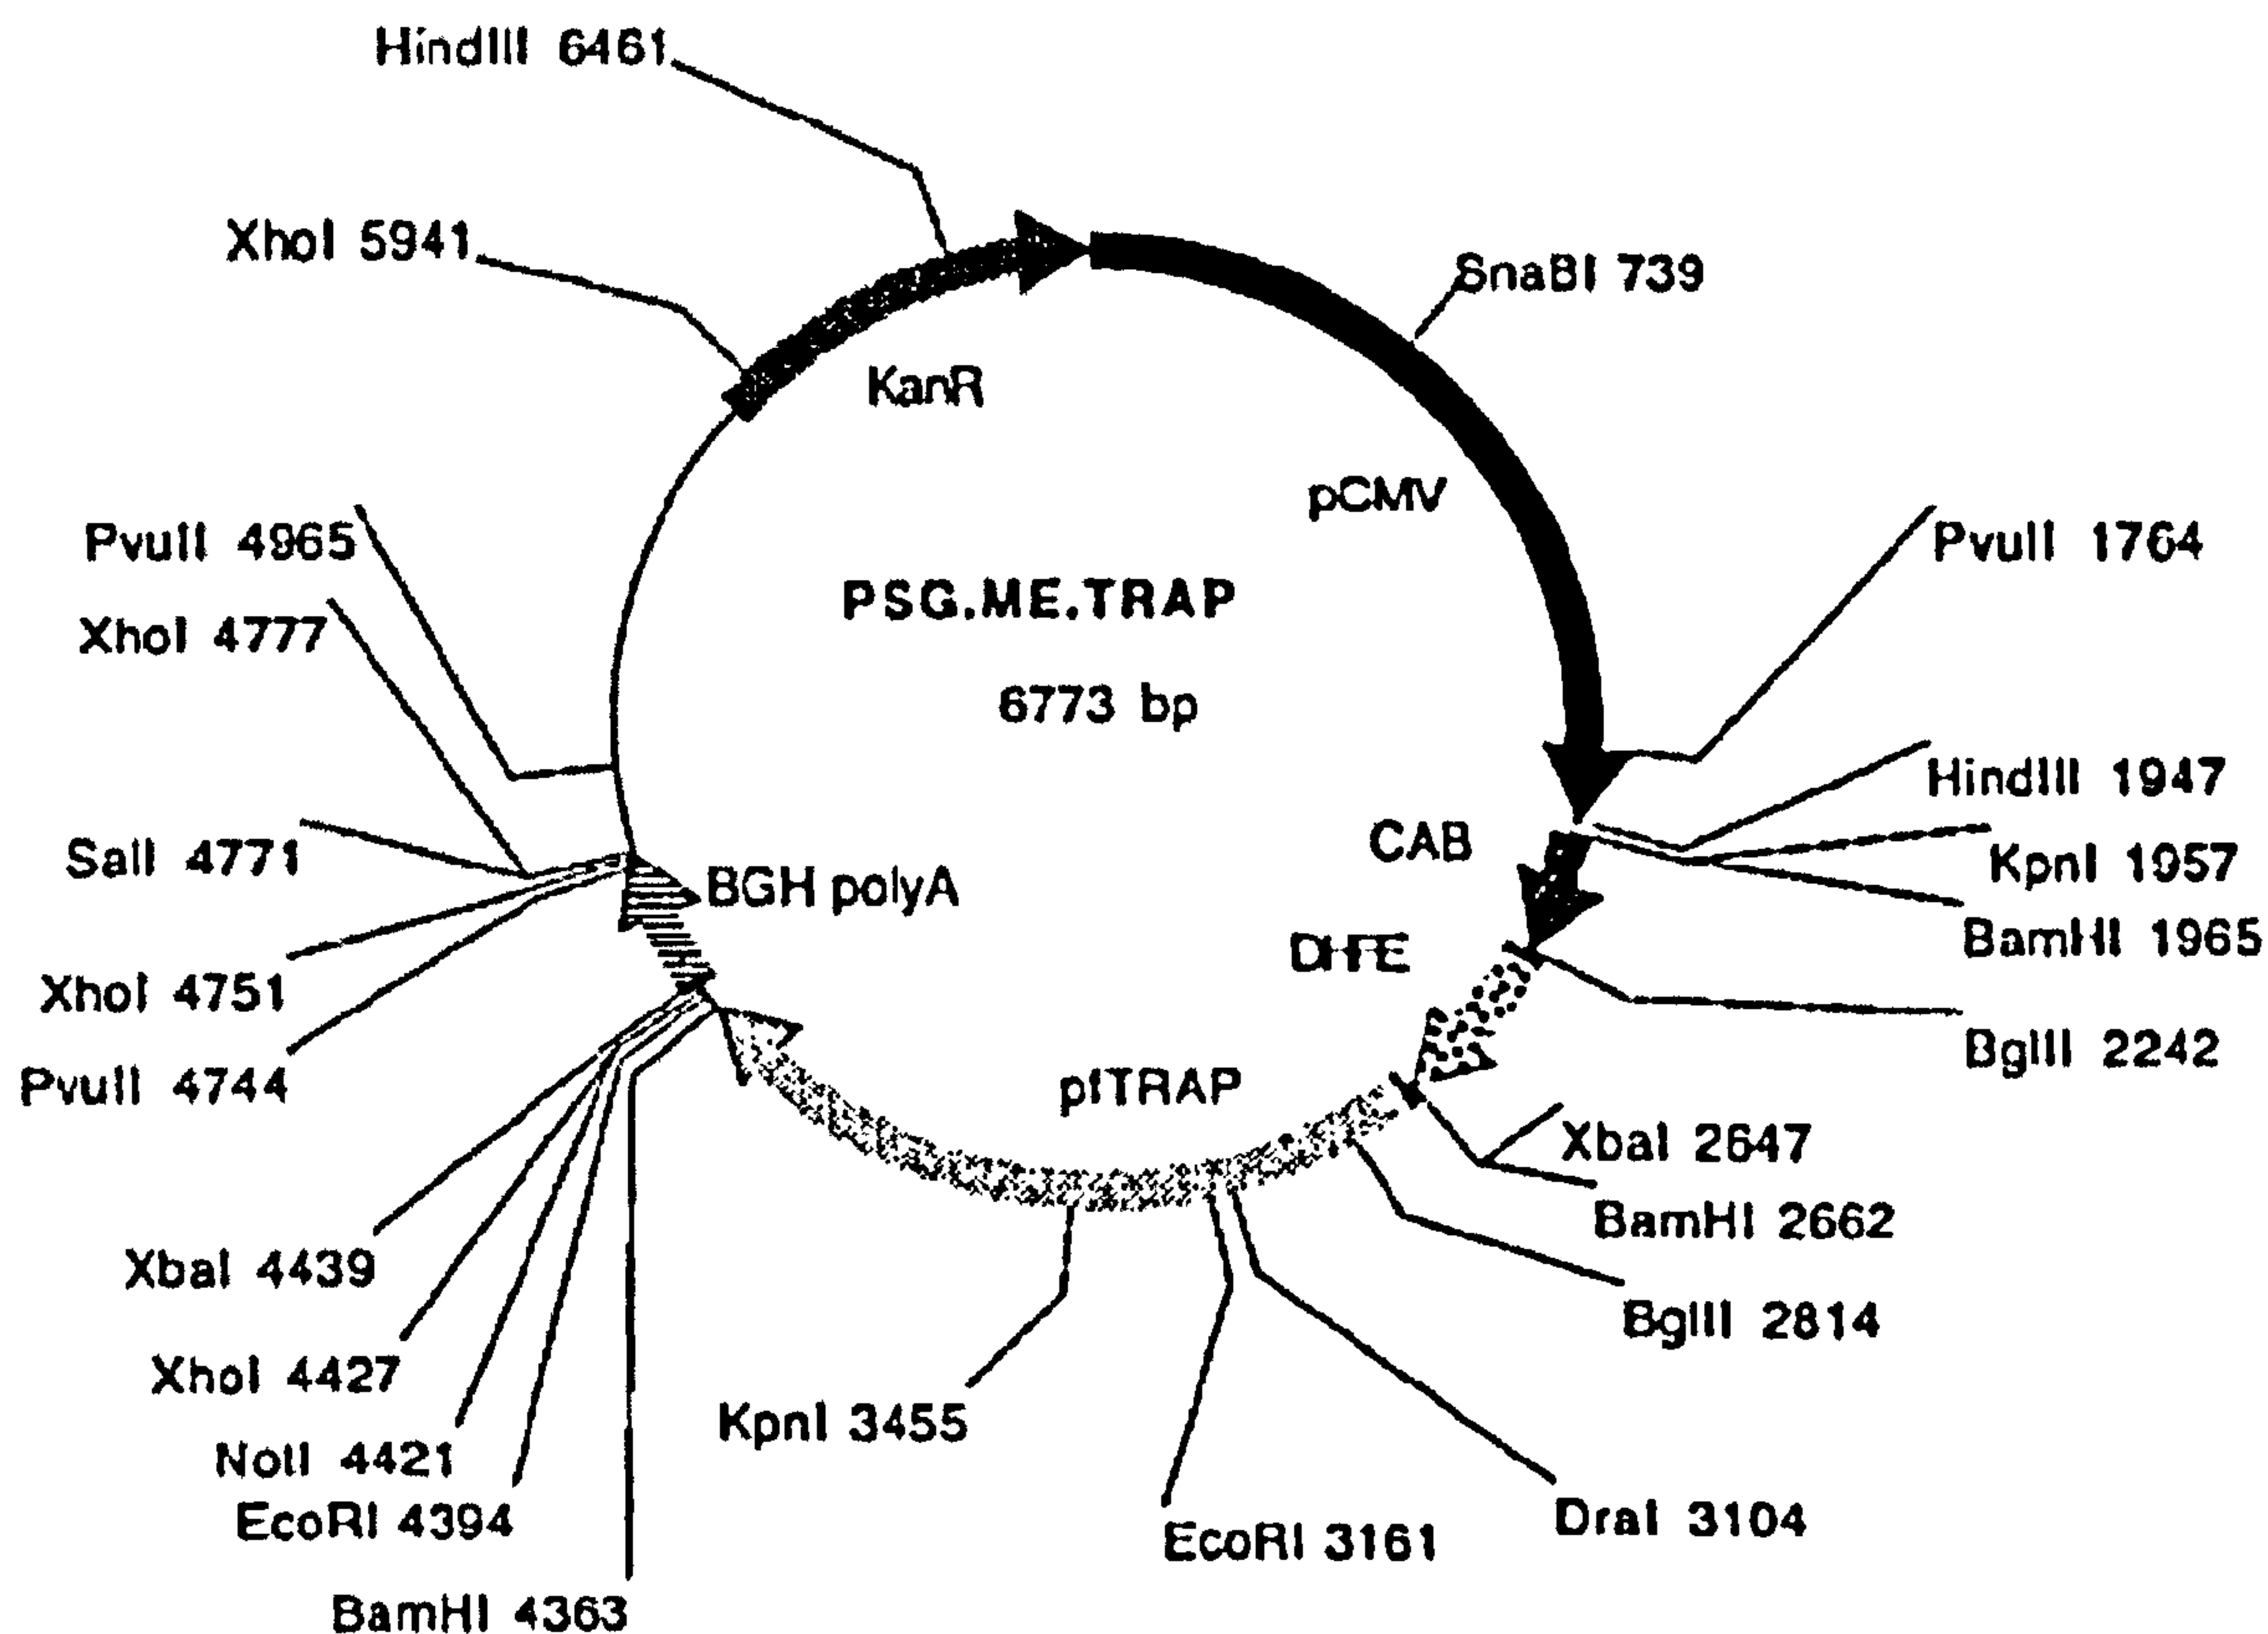 HindIII 6461
XhoI 5941
SnaBI 739
KanR
pCMV
PvuII 4965
PvuII 1764
PSG.ME.TRAP
XhoI 4777
6773 bp
HindIII 1947
CAB
SalI 4771
KpnI 1957
BGH polyA
BamHI 1965
XhoI 4751
BglII 2242
PvuII 4744
pfTRAP
XbaI 2647
BamHI 2662
XbaI 4439
BglII 2814
XhoI 4427
KpnI 3455
NotI 4421
EcoRI 4394
DraI 3104
EcoRI 3161
BamHI 4363